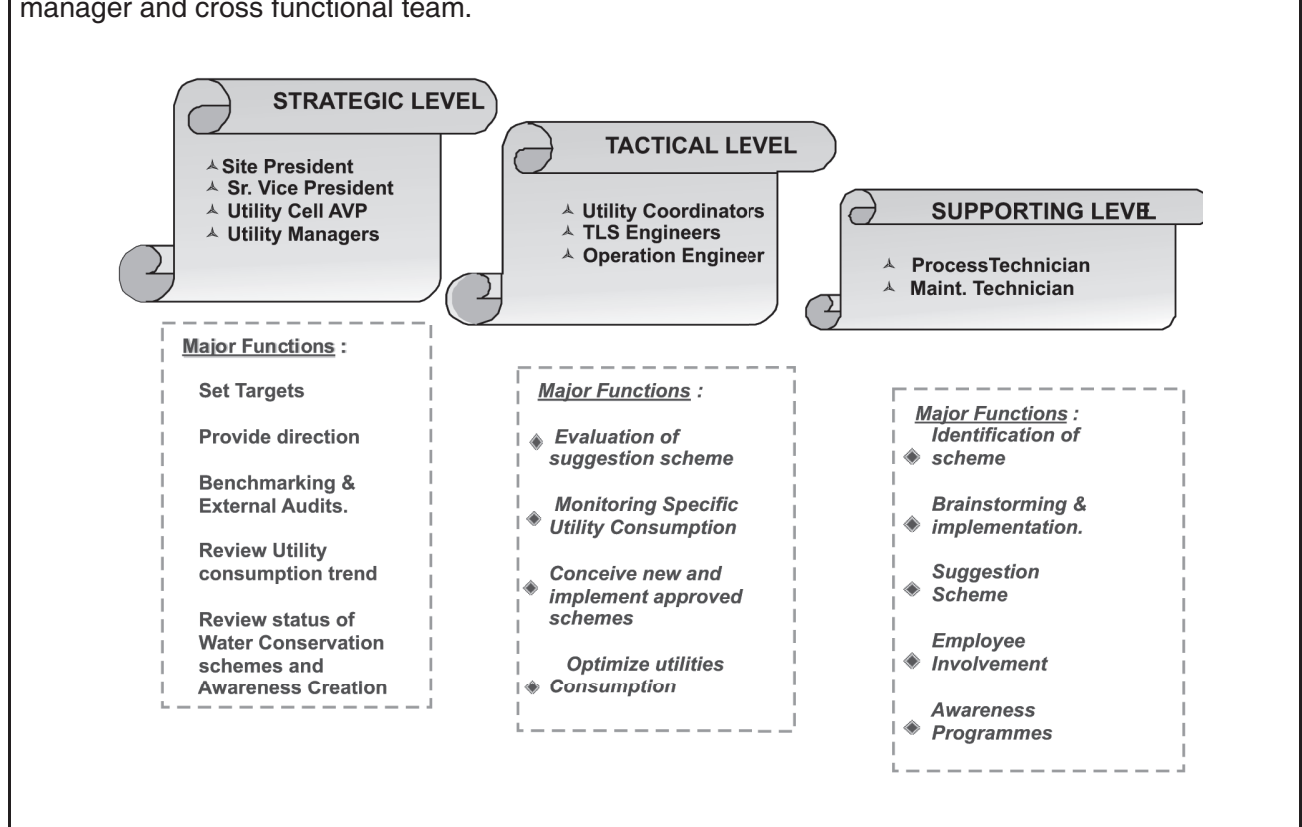 manager and cross functional team.
STRATEGIC LEVEL
Site President
Sr. Vice President
Utility Cell AVP
Utility Managers
TACTICAL LEVEL
Utility Coordinators
TLS Engineers
Operation Engineer
SUPPORTING LEVEL
ProcessTechnician
Maint. Technician
Major Functions :
Set Targets
Provide direction
Benchmarking &
External Audits.
Review Utility
consumption trend
Review status of
Water Conservation
schemes and
Awareness Creation
Major Functions :
Evaluation of
suggestion scheme
Monitoring Specific
Utility Consumption
Conceive new and
implement approved
schemes
Optimize utilities
Consumption
Major Functions :
Identification of
scheme
Brainstorming &
implementation.
Suggestion
Scheme
Employee
Involvement
Awareness
Programmes